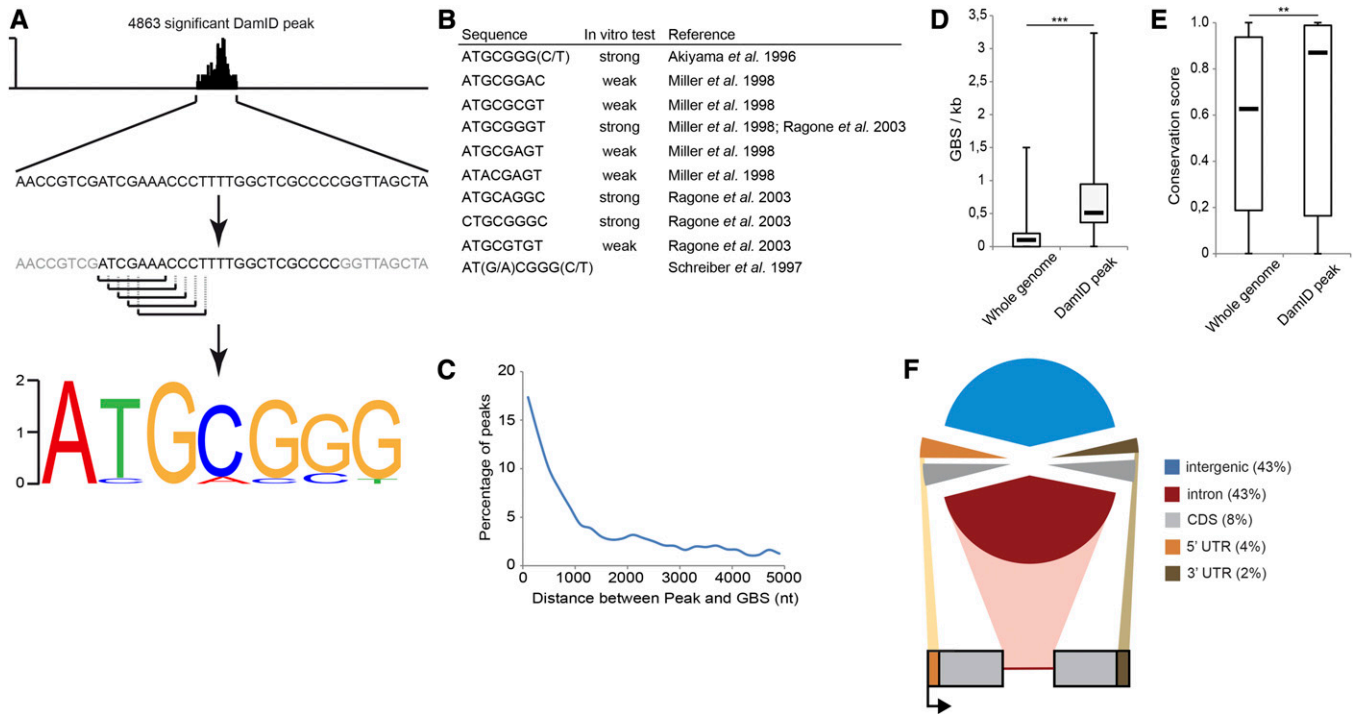 A
4863 significant DamID peak
AACCGTCGATCGAAACCCTTTTGGCTCGCCCCGGTTAGCTA
AACCGTCGATCGAAACCCTTTTGGCTCGCCCCGGTTAGCTA
2
1
0
ATGCGGG
B
Sequence In vitro test Reference
ATGCGGG(C/T) strong Akiyama et al. 1996
ATGCGGAC weak Miller et al. 1998
ATGCGCGT weak Miller et al. 1998
ATGCGGGT strong Miller et al. 1998; Ragone et al. 2003
ATGCGAGT weak Miller et al. 1998
ATACGAGT weak Miller et al. 1998
ATGCAGGC strong Ragone et al. 2003
CTGCGGGC strong Ragone et al. 2003
ATGCGTGT weak Ragone et al. 2003
AT(G/A)CGGG(C/T) Schreiber et al. 1997
C
Percentage of peaks
20
15
10
5
0
0 1000 2000 3000 4000 5000
Distance between Peak and GBS (nt)
D
***
GBS / kb
3,5
3
2,5
2
1,5
1
0,5
0
Whole genome
DamID peak
E
**
Conservation score
1.0
0.8
0.6
0.4
0.2
0
Whole genome
DamID peak
F
intergenic (43%)
intron (43%)
CDS (8%)
5' UTR (4%)
3' UTR (2%)